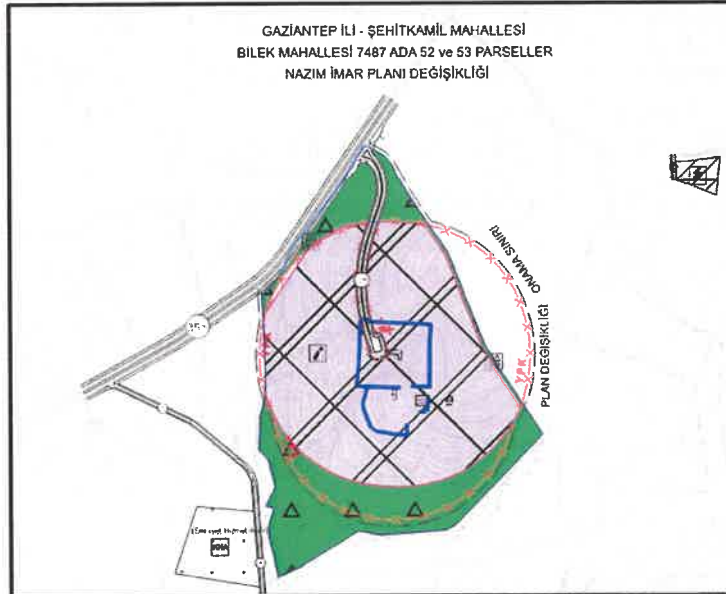 GAZİANTEP İLİ - ŞEHİTKAMİL MAHALLESİ
BİLEK MAHALLESİ 7487 ADA 52 ve 53 PARSELLER
NAZIM İMAR PLANI DEĞİŞİKLİĞİ
ONAMA SINIRI
PLAN DEĞİŞİKLİĞİ
KHA